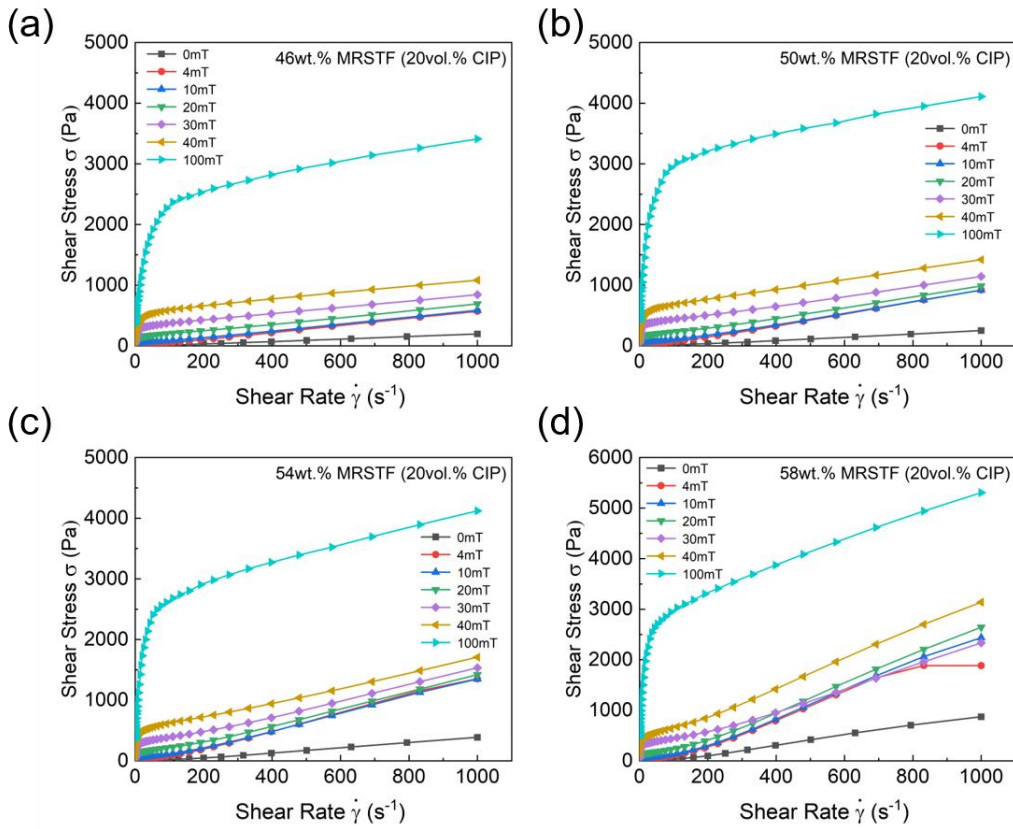 (a)
5000
4000
3000
2000
1000
0
0 200 400 600 800 1000
Shear Stress σ (Pa)
Shear Rate γ̇ (s⁻¹)
46wt.% MRSTF (20vol.% CIP)
0mT
4mT
10mT
20mT
30mT
40mT
100mT
(b)
5000
4000
3000
2000
1000
0
0 200 400 600 800 1000
Shear Stress σ (Pa)
Shear Rate γ̇ (s⁻¹)
50wt.% MRSTF (20vol.% CIP)
0mT
4mT
10mT
20mT
30mT
40mT
100mT
(c)
5000
4000
3000
2000
1000
0
0 200 400 600 800 1000
Shear Stress σ (Pa)
Shear Rate γ̇ (s⁻¹)
54wt.% MRSTF (20vol.% CIP)
0mT
4mT
10mT
20mT
30mT
40mT
100mT
(d)
6000
5000
4000
3000
2000
1000
0
0 200 400 600 800 1000
Shear Stress σ (Pa)
Shear Rate γ̇ (s⁻¹)
58wt.% MRSTF (20vol.% CIP)
0mT
4mT
10mT
20mT
30mT
40mT
100mT